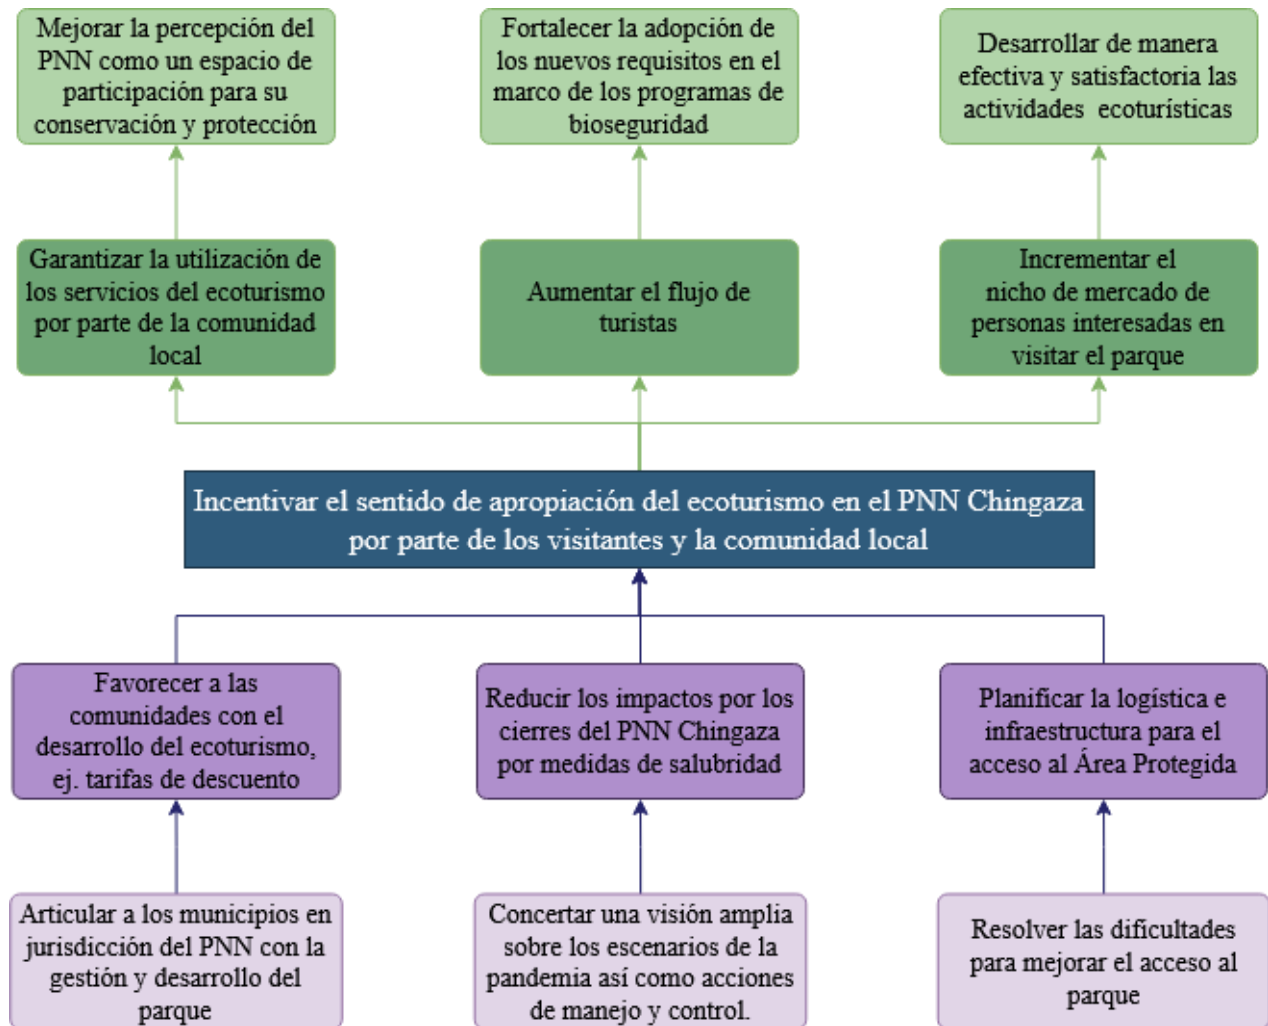 Mejorar la percepción del
PNN como un espacio de
participación para su
conservación y protección
Fortalecer la adopción de
los nuevos requisitos en el
marco de los programas de
bioseguridad
Desarrollar de manera
efectiva y satisfactoria las
actividades ecoturísticas
Garantizar la utilización de
los servicios del ecoturismo
por parte de la comunidad
local
Aumentar el flujo de
turistas
Incrementar el
nicho de mercado de
personas interesadas en
visitar el parque
Incentivar el sentido de apropiación del ecoturismo en el PNN Chingaza
por parte de los visitantes y la comunidad local
Favorecer a las
comunidades con el
desarrollo del ecoturismo,
ej. tarifas de descuento
Reducir los impactos por los
cierres del PNN Chingaza
por medidas de salubridad
Planificar la logística e
infraestructura para el
acceso al Área Protegida
Articular a los municipios en
jurisdicción del PNN con la
gestión y desarrollo del
parque
Concertar una visión amplia
sobre los escenarios de la
pandemia así como acciones
de manejo y control.
Resolver las dificultades
para mejorar el acceso al
parque